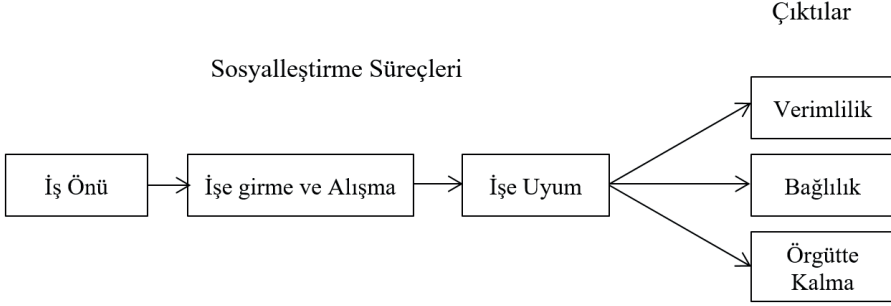 Çıktılar
Sosyalleştirme Süreçleri
Verimlilik
İş Önü
İşe girme ve Alışma
İşe Uyum
Bağlılık
Örgütte
Kalma